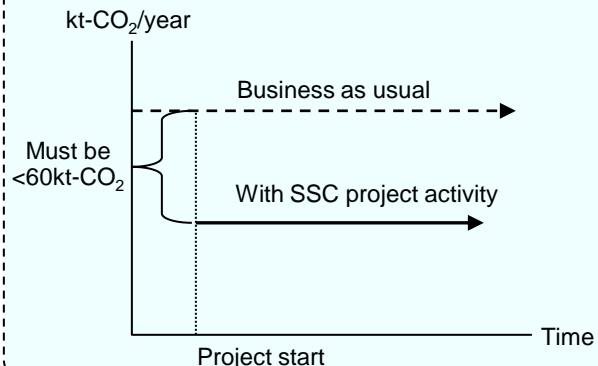 kt-CO₂/year
Business as usual
Must be
<60kt-CO₂
With SSC project activity
Time
Project start